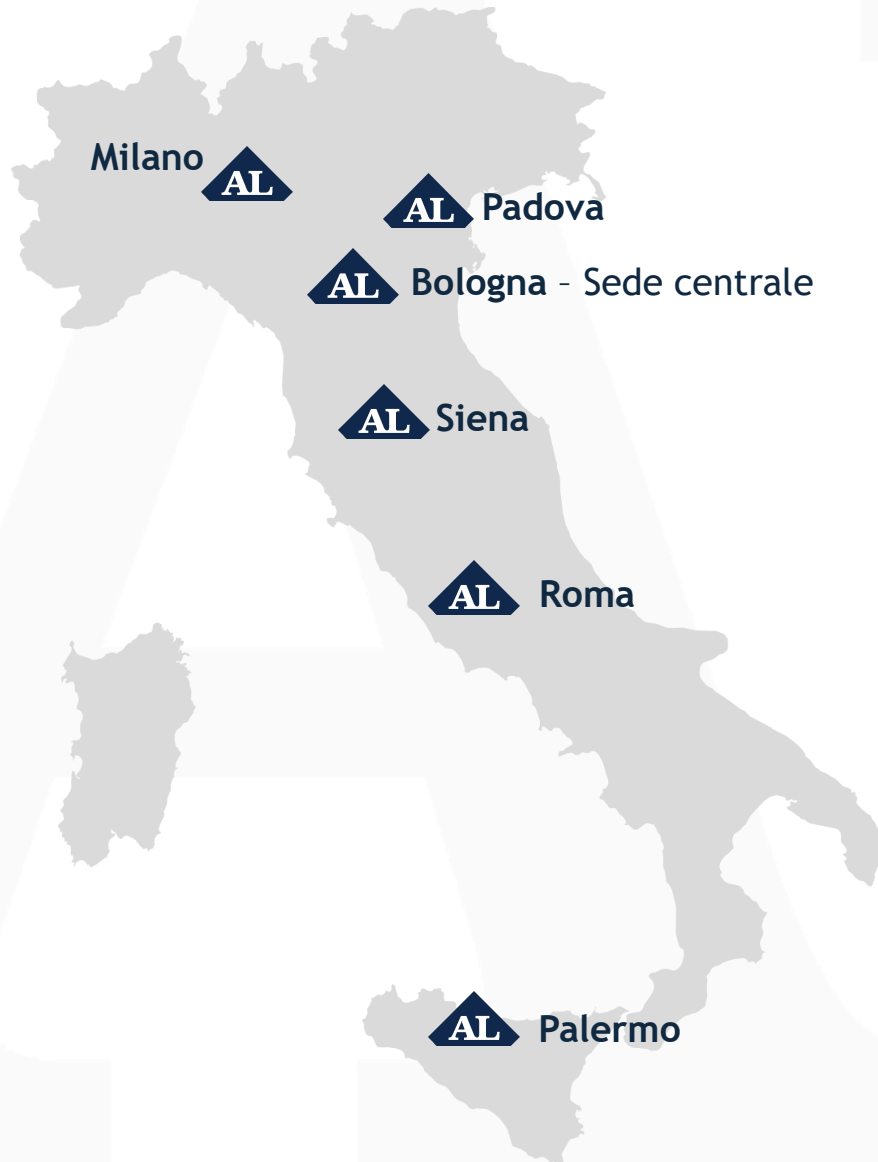 Milano
AL
AL
Padova
AL
Bologna – Sede centrale
AL
Siena
AL
Roma
AL
Palermo